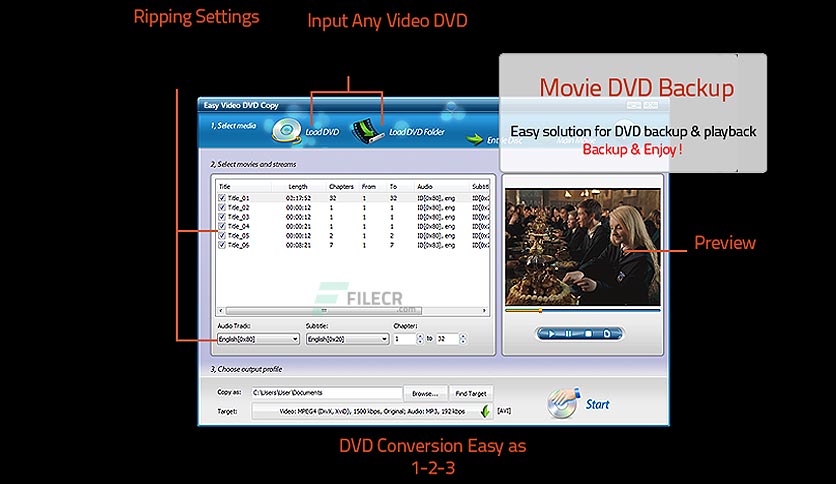 Ripping Settings
Input Any Video DVD
Movie DVD Backup
Easy solution for DVD backup & playback
Backup & Enjoy !
Easy Video DVD Copy
1, Select media
Load DVD
Load DVD Folder
2, Select movies and streams
Title Length Chapters From To Audio Subtitl
Title_01 02:17:52 32 1 32 ID[0x80], eng ID[0x2
Title_02 00:00:12 1 1 1 ID[0x80], eng ID[0x2
Title_03 00:00:12 1 1 1 ID[0x80], eng ID[0x2
Title_04 00:08:21 1 1 1 ID[0x80], eng ID[0x2
Title_05 00:00:12 2 1 2 ID[0x80], eng ID[0x2
Title_06 00:08:21 7 1 7 ID[0x80], eng ID[0x2
FILECR
.com
Preview
Audio Track: Subtitle: Chapter:
English[0x80] English[0x20] 1 to 32
3, Choose output profile
Copy as: C:\Users\User\Documents Browse... Find Target
Target: Video: MPEG4 (DivX, XviD), 1500 kbps, Original; Audio: MP3, 192 kbps [AVI]
Start
DVD Conversion Easy as
1-2-3